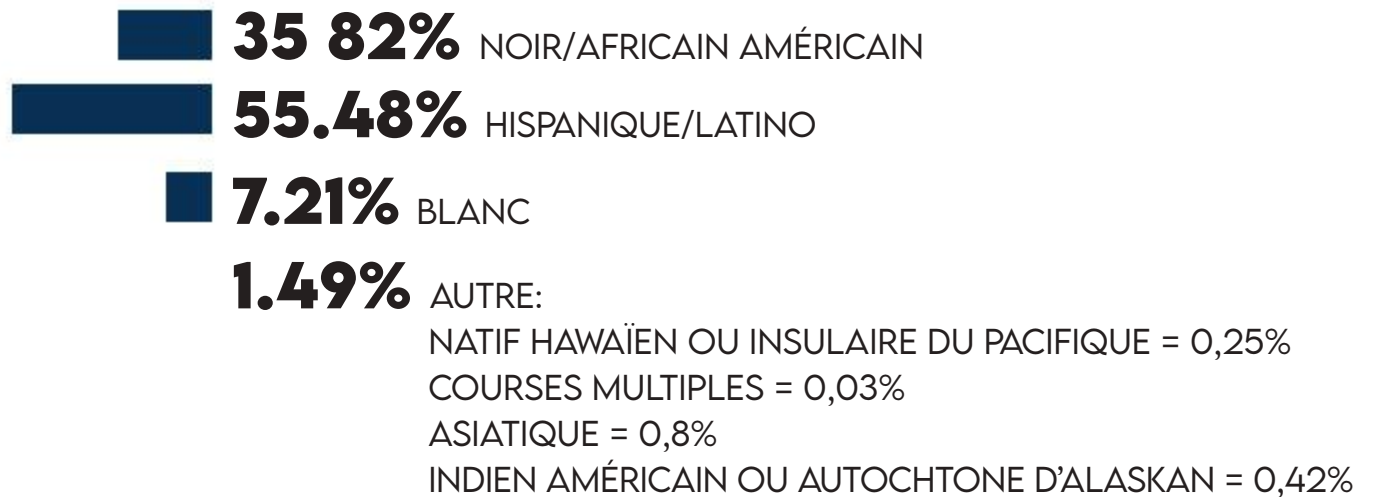 35 82% NOIR/AFRICAIN AMÉRICAIN
55.48% HISPANIQUE/LATINO
7.21% BLANC
1.49% AUTRE:
NATIF HAWAÏEN OU INSULAIRE DU PACIFIQUE = 0,25%
COURSES MULTIPLES = 0,03%
ASIATIQUE = 0,8%
INDIEN AMÉRICAIN OU AUTOCHTONE D'ALASKAN = 0,42%